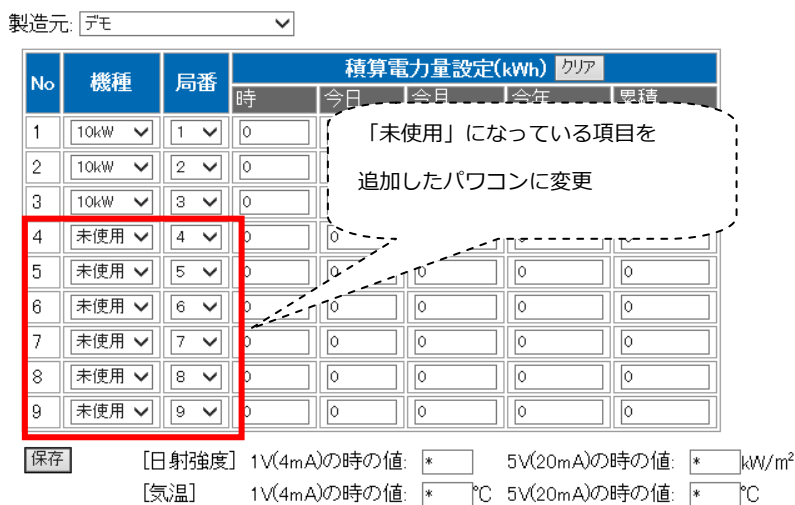 製造元: デモ
No 機種 局番 積算電力量設定(kWh) クリア
時 今日 今月 今年 累積
1 10kW 1 0
2 10kW 2 0
3 10kW 3 0
4 未使用 4 0 0 0 0 0
5 未使用 5 0 0 0 0 0
6 未使用 6 0 0 0 0 0
7 未使用 7 0 0 0 0 0
8 未使用 8 0 0 0 0 0
9 未使用 9 0 0 0 0 0
「未使用」になっている項目を
追加したパワコンに変更
保存 [日射強度] 1V(4mA)の時の値: * 5V(20mA)の時の値: * kW/m²
[気温] 1V(4mA)の時の値: * ℃ 5V(20mA)の時の値: * ℃